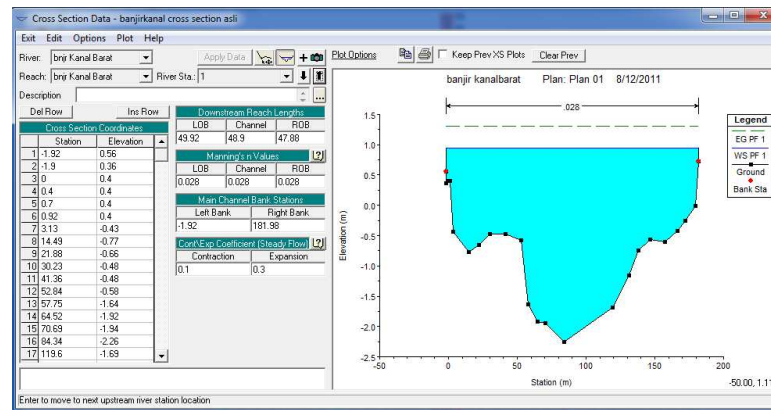 Cross Section Data - banjirkanal cross section asli
Exit Edit Options Plot Help
River: bnjr Kanal Barat Apply Data
Plot Options Keep Prev XS Plots Clear Prev
Reach: bnjr Kanal Barat River Sta.: 1
Description
Del Row Ins Row
Cross Section Coordinates
Station Elevation
1 -1.92 0.56
2 -1.9 0.36
3 0 0.4
4 0.4 0.4
5 0.7 0.4
6 0.92 0.4
7 3.13 -0.43
8 14.49 -0.77
9 21.88 -0.66
10 30.23 -0.48
11 41.36 -0.48
12 52.84 -0.58
13 57.75 -1.64
14 64.52 -1.92
15 70.69 -1.94
16 84.34 -2.26
17 119.6 -1.69
Downstream Reach Lengths
LOB Channel ROB
49.92 48.9 47.88
Manning's n Values
LOB Channel ROB
0.028 0.028 0.028
Main Channel Bank Stations
Left Bank Right Bank
-1.92 181.98
Cont\Exp Coefficient (Steady Flow)
Contraction Expansion
0.1 0.3
banjir kanalbarat Plan: Plan 01 8/12/2011
.028
Legend
EG PF 1
WS PF 1
Ground
Bank Sta
Elevation (m)
1.5
1.0
0.5
0.0
-0.5
-1.0
-1.5
-2.0
-2.5
-50 0 50 100 150 200
Station (m)
-50.00, 1.11
Enter to move to next upstream river station location